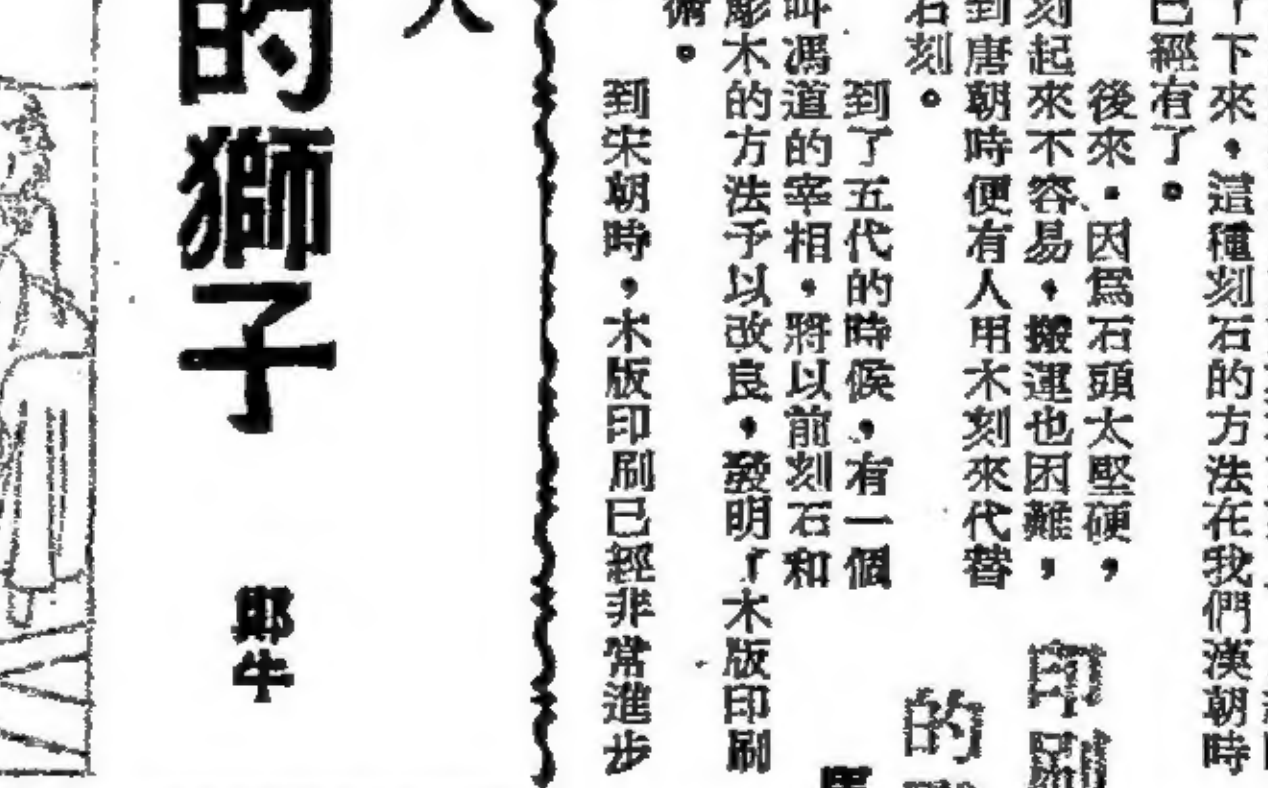 下來，這種刻石的方法在我們漢朝時
已經有了。
後來，因爲石頭太堅硬，
刻起來不容易，搬運也困難，
到唐朝時便有人用木刻來代替
石刻。
到了五代的時候，有一個
叫馮道的宰相，將以前刻石和
彫木的方法予以改良，發明「木版印刷
術。
到宋朝時，木版印刷已經非常進步
印刷
的
人
的獅子
牛